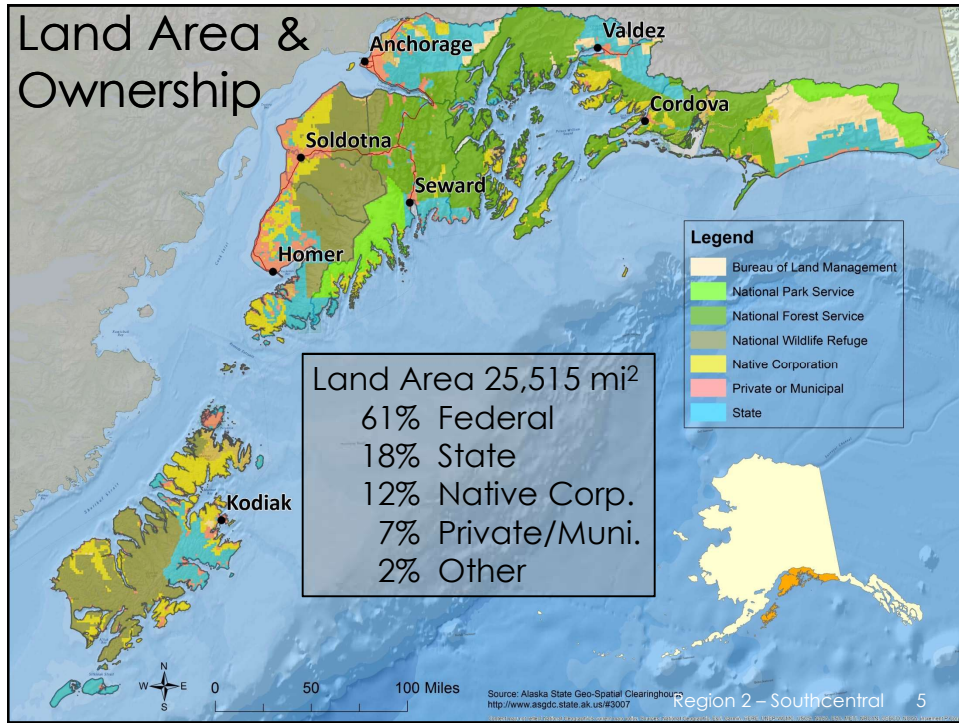 Land Area &
Ownership
Anchorage
Valdez
Cordova
Soldotna
Seward
Homer
Kodiak
Legend
Bureau of Land Management
National Park Service
National Forest Service
National Wildlife Refuge
Native Corporation
Private or Municipal
State
Land Area 25,515 mi2
61% Federal
18% State
12% Native Corp.
7% Private/Muni.
2% Other
N
W E
S
0 50 100 Miles
Source: Alaska State Geo-Spatial Clearinghouse
http://www.asgdc.state.ak.us/#3007
Region 2 – Southcentral 5